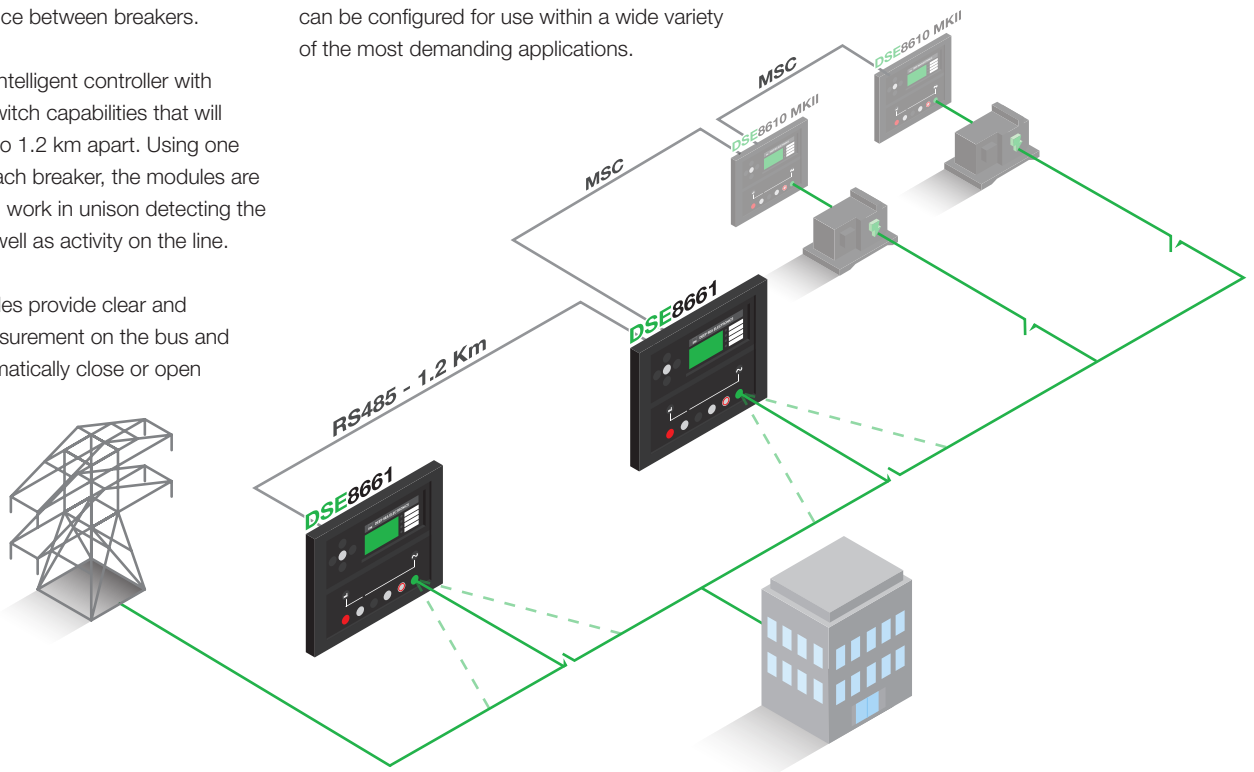 ce between breakers.
ntelligent controller with
witch capabilities that will
o 1.2 km apart. Using one
ach breaker, the modules are
work in unison detecting the
well as activity on the line.
les provide clear and
surement on the bus and
matically close or open
can be configured for use within a wide variety
of the most demanding applications.
MSC
DSE8610 MKII
MSC
DSE8610 MKII
DSE8661
RS485 - 1.2 Km
DSE8661